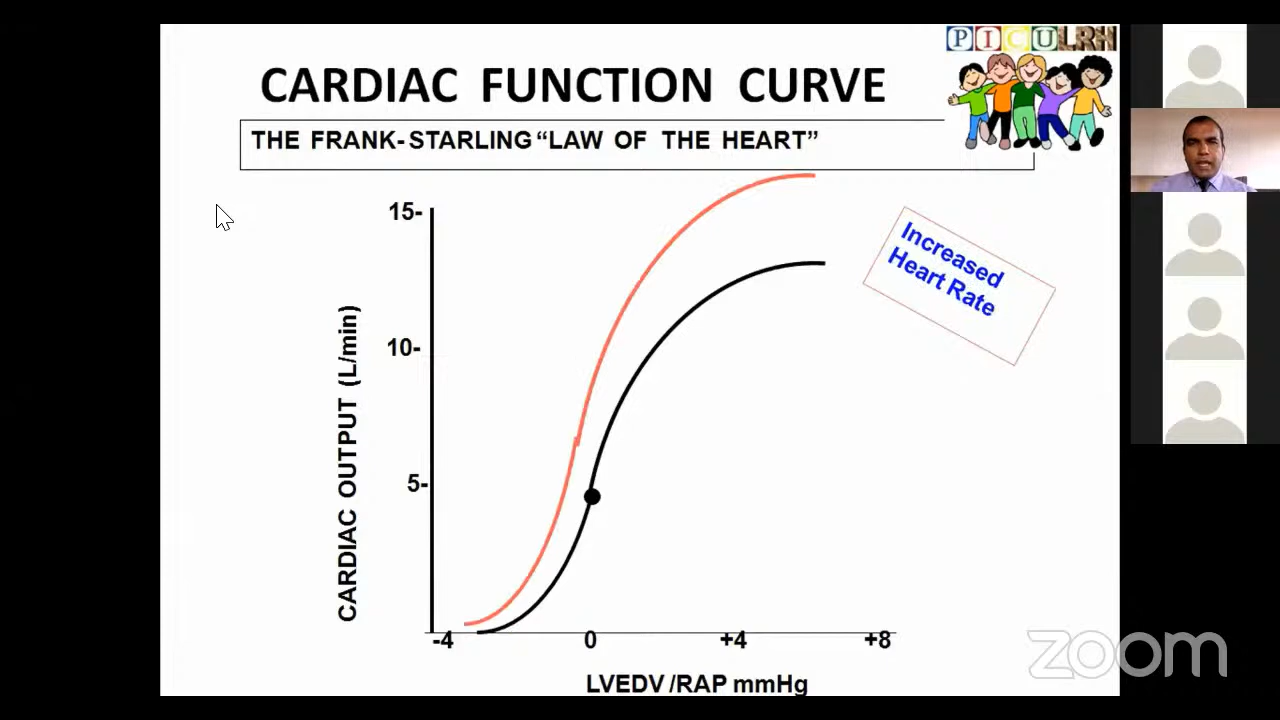 PICULRH
CARDIAC FUNCTION CURVE
THE FRANK-STARLING “LAW OF THE HEART”
15-
10-
5-
CARDIAC OUTPUT (L/min)
Increased
Heart Rate
-4 0 +4 +8
LVEDV /RAP mmHg
zoom